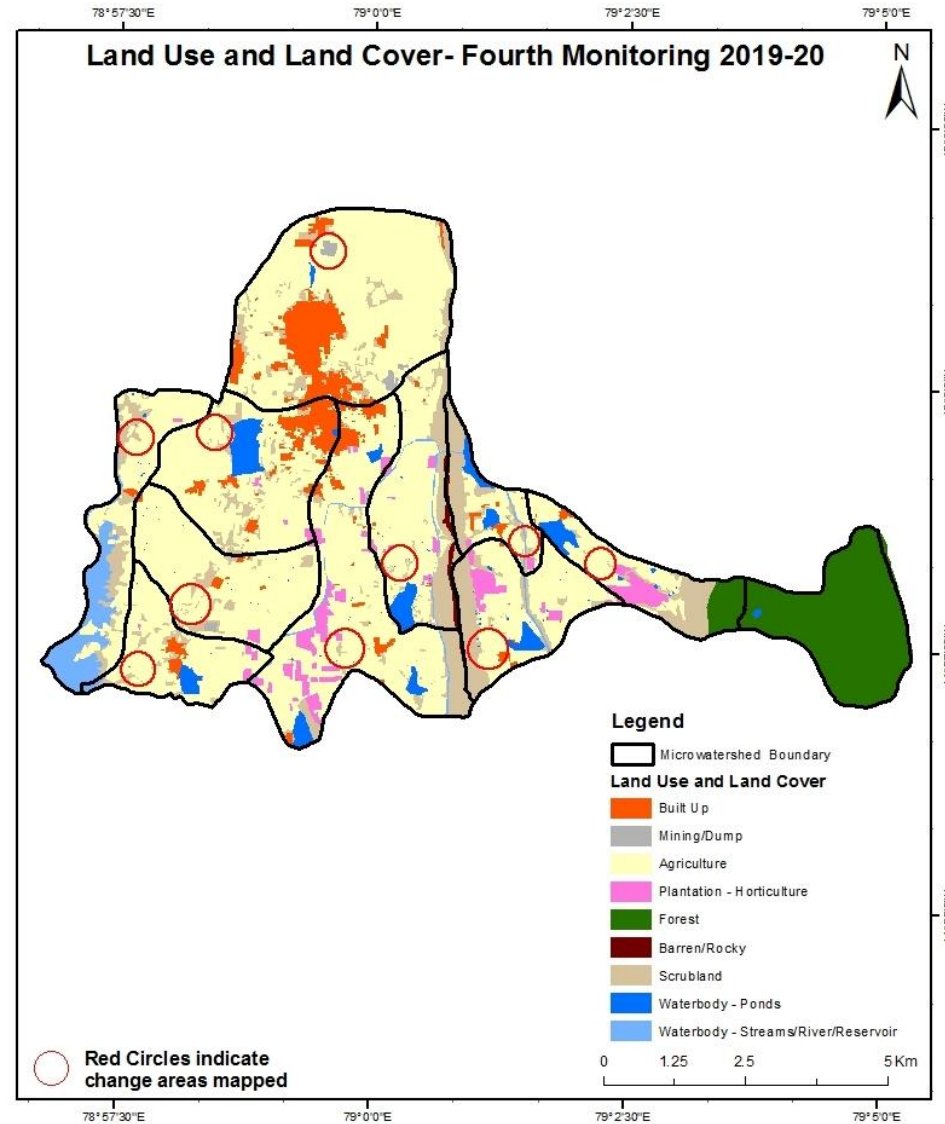 78°57'30"E
79°0'0"E
79°2'30"E
79°5'0"E
Land Use and Land Cover- Fourth Monitoring 2019-20
N
Legend
Microwatershed Boundary
Land Use and Land Cover
Built Up
Mining/Dump
Agriculture
Plantation - Horticulture
Forest
Barren/Rocky
Scrubland
Waterbody - Ponds
Waterbody - Streams/River/Reservoir
Red Circles indicate
change areas mapped
0 1.25 2.5 5 Km
78°57'30"E
79°0'0"E
79°2'30"E
79°5'0"E